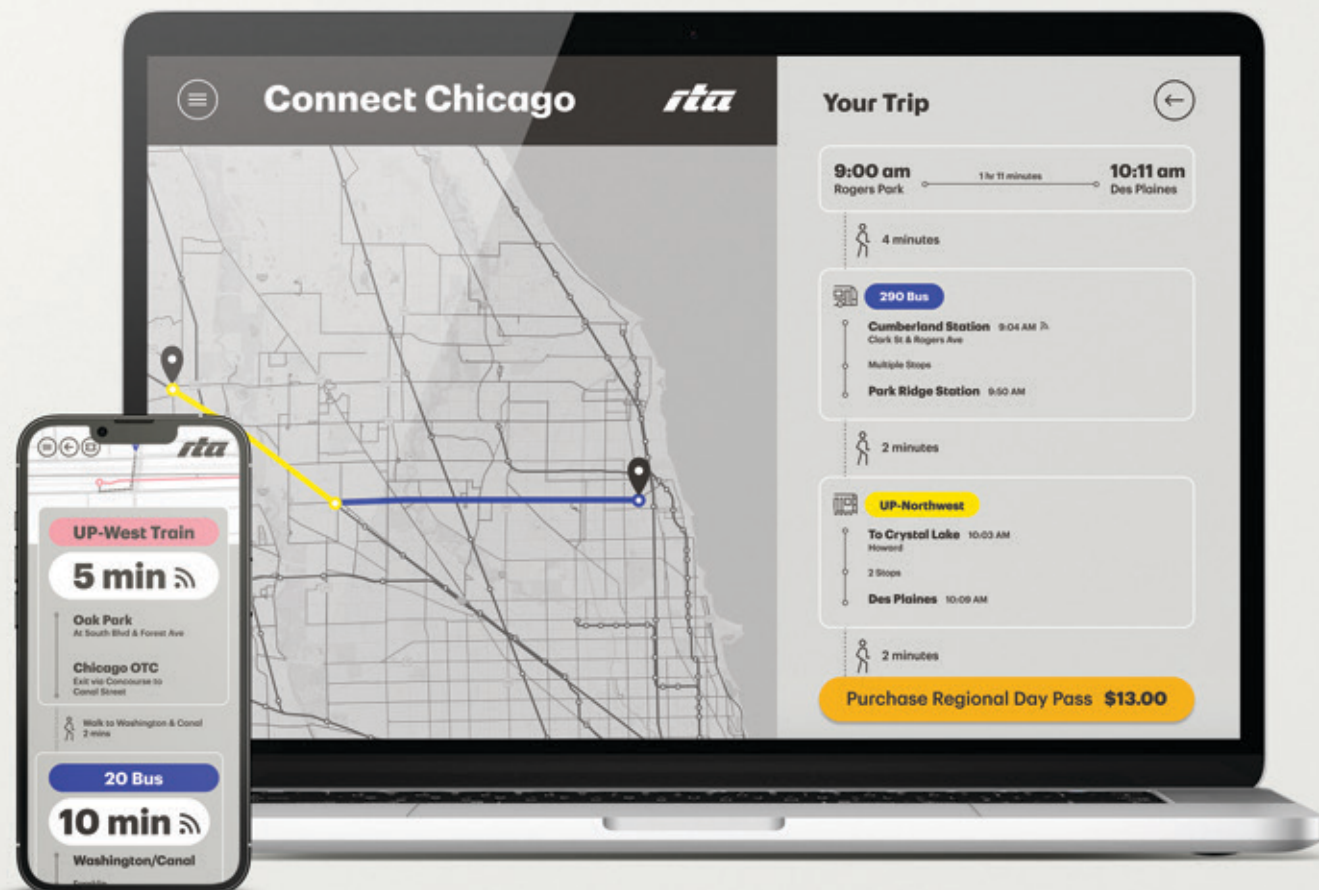 Connect Chicago
rta
Your Trip
9:00 am
Rogers Park
1 hr 11 minutes
10:11 am
Des Plaines
4 minutes
290 Bus
Cumberland Station 9:04 AM
Clark St & Rogers Ave
Multiple Stops
Park Ridge Station 9:50 AM
2 minutes
UP-Northwest
To Crystal Lake 10:03 AM
Howard
2 Stops
Des Plaines 10:09 AM
2 minutes
Purchase Regional Day Pass $13.00
rta
UP-West Train
5 min
Oak Park
At South Blvd & Forest Ave
Chicago OTC
Exit via Concourse to
Canal Street
Walk to Washington & Canal
2 mins
20 Bus
10 min
Washington/Canal